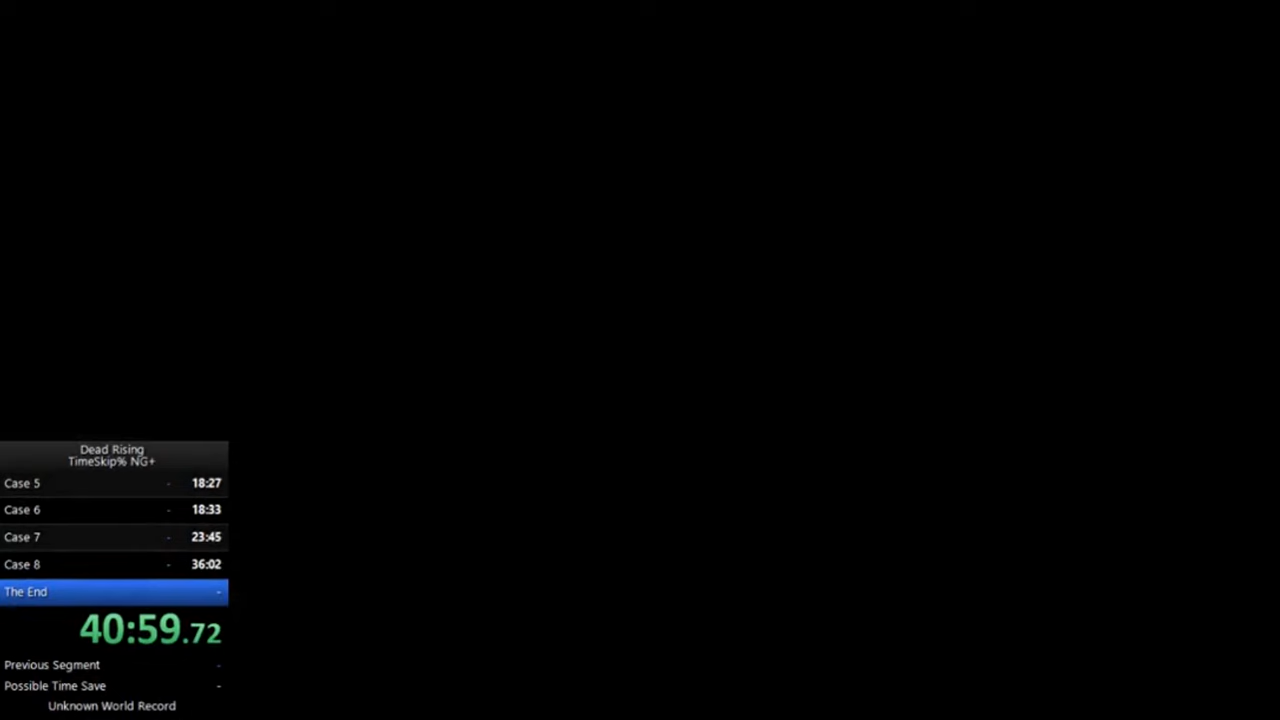 Dead Rising
TimeSkip% NG+
Case 5 - 18:27
Case 6 - 18:33
Case 7 - 23:45
Case 8 - 36:02
The End -
40:59.72
Previous Segment -
Possible Time Save -
Unknown World Record